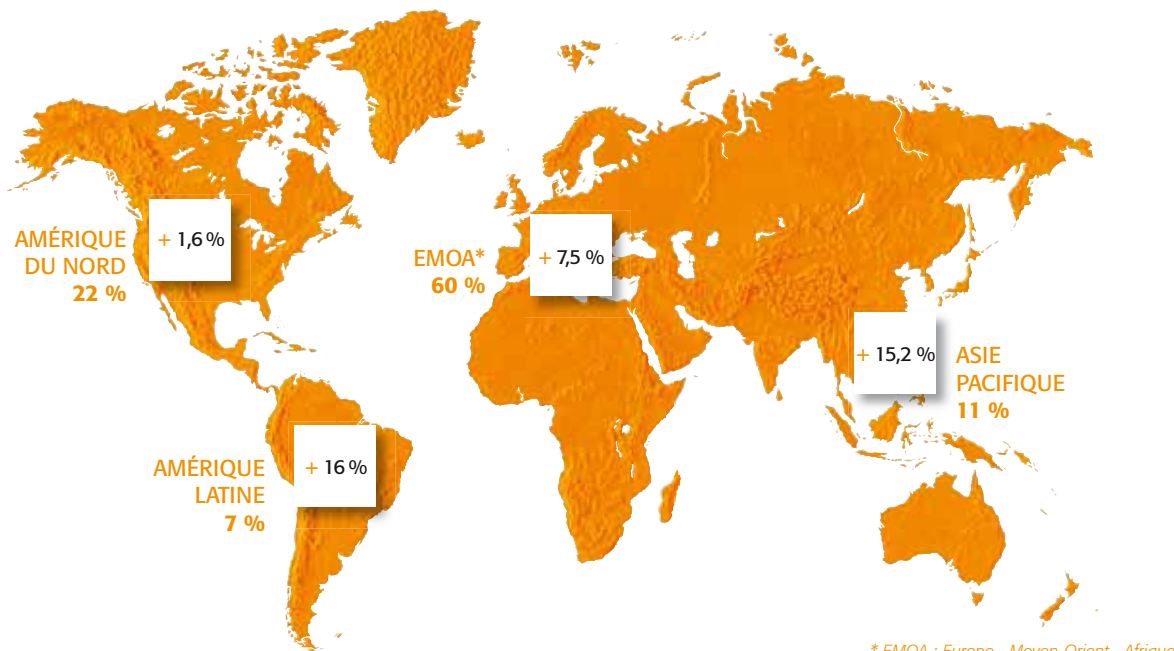 AMÉRIQUE
DU NORD
22 %
+ 1,6 %
EMOA*
60 %
+ 7,5 %
+ 15,2 %
ASIE
PACIFIQUE
11 %
AMÉRIQUE
LATINE
7 %
+ 16 %
* EMOA : Europe - Moyen-Orient - Afrique